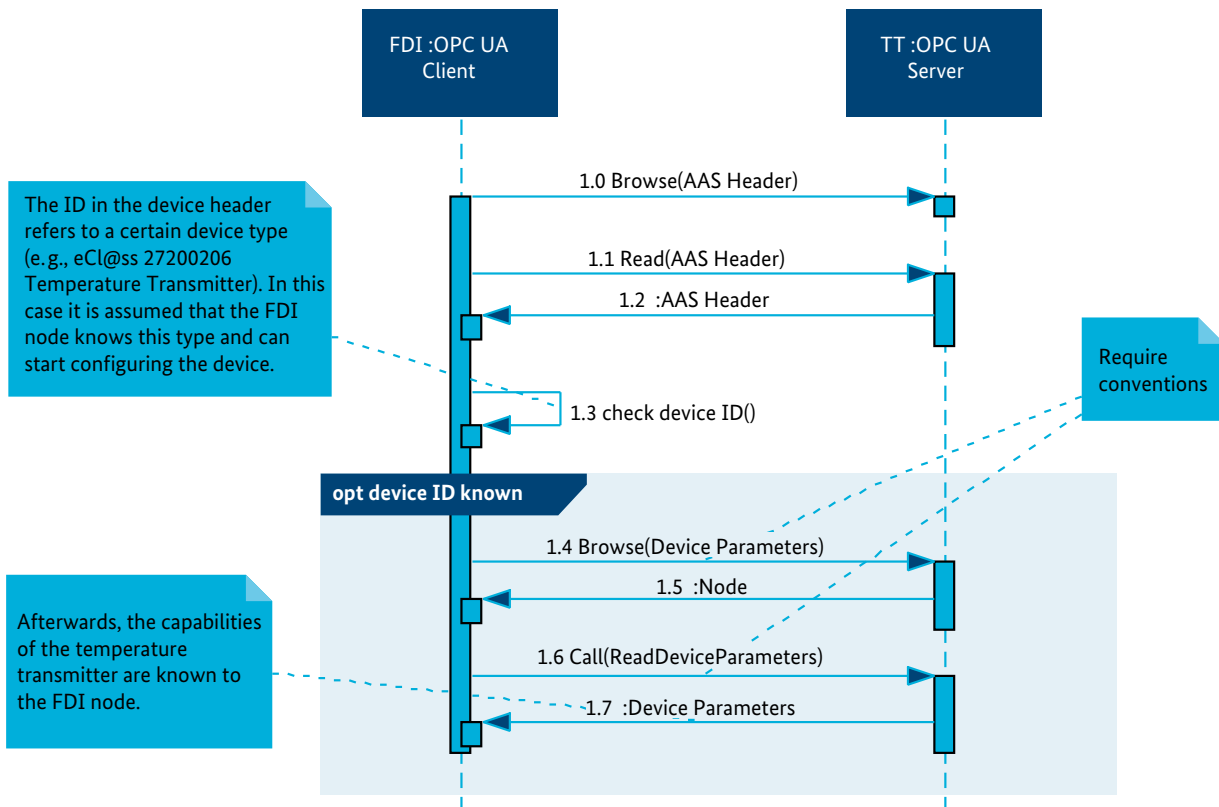 FDI :OPC UA
Client
TT :OPC UA
Server
1.0 Browse(AAS Header)
The ID in the device header
refers to a certain device type
(e. g., eCl@ss 27200206
Temperature Transmitter). In this
case it is assumed that the FDI
node knows this type and can
start configuring the device.
1.1 Read(AAS Header)
1.2 :AAS Header
Require
conventions
1.3 check device ID()
opt device ID known
1.4 Browse(Device Parameters)
1.5 :Node
Afterwards, the capabilities
of the temperature
transmitter are known to
the FDI node.
1.6 Call(ReadDeviceParameters)
1.7 :Device Parameters